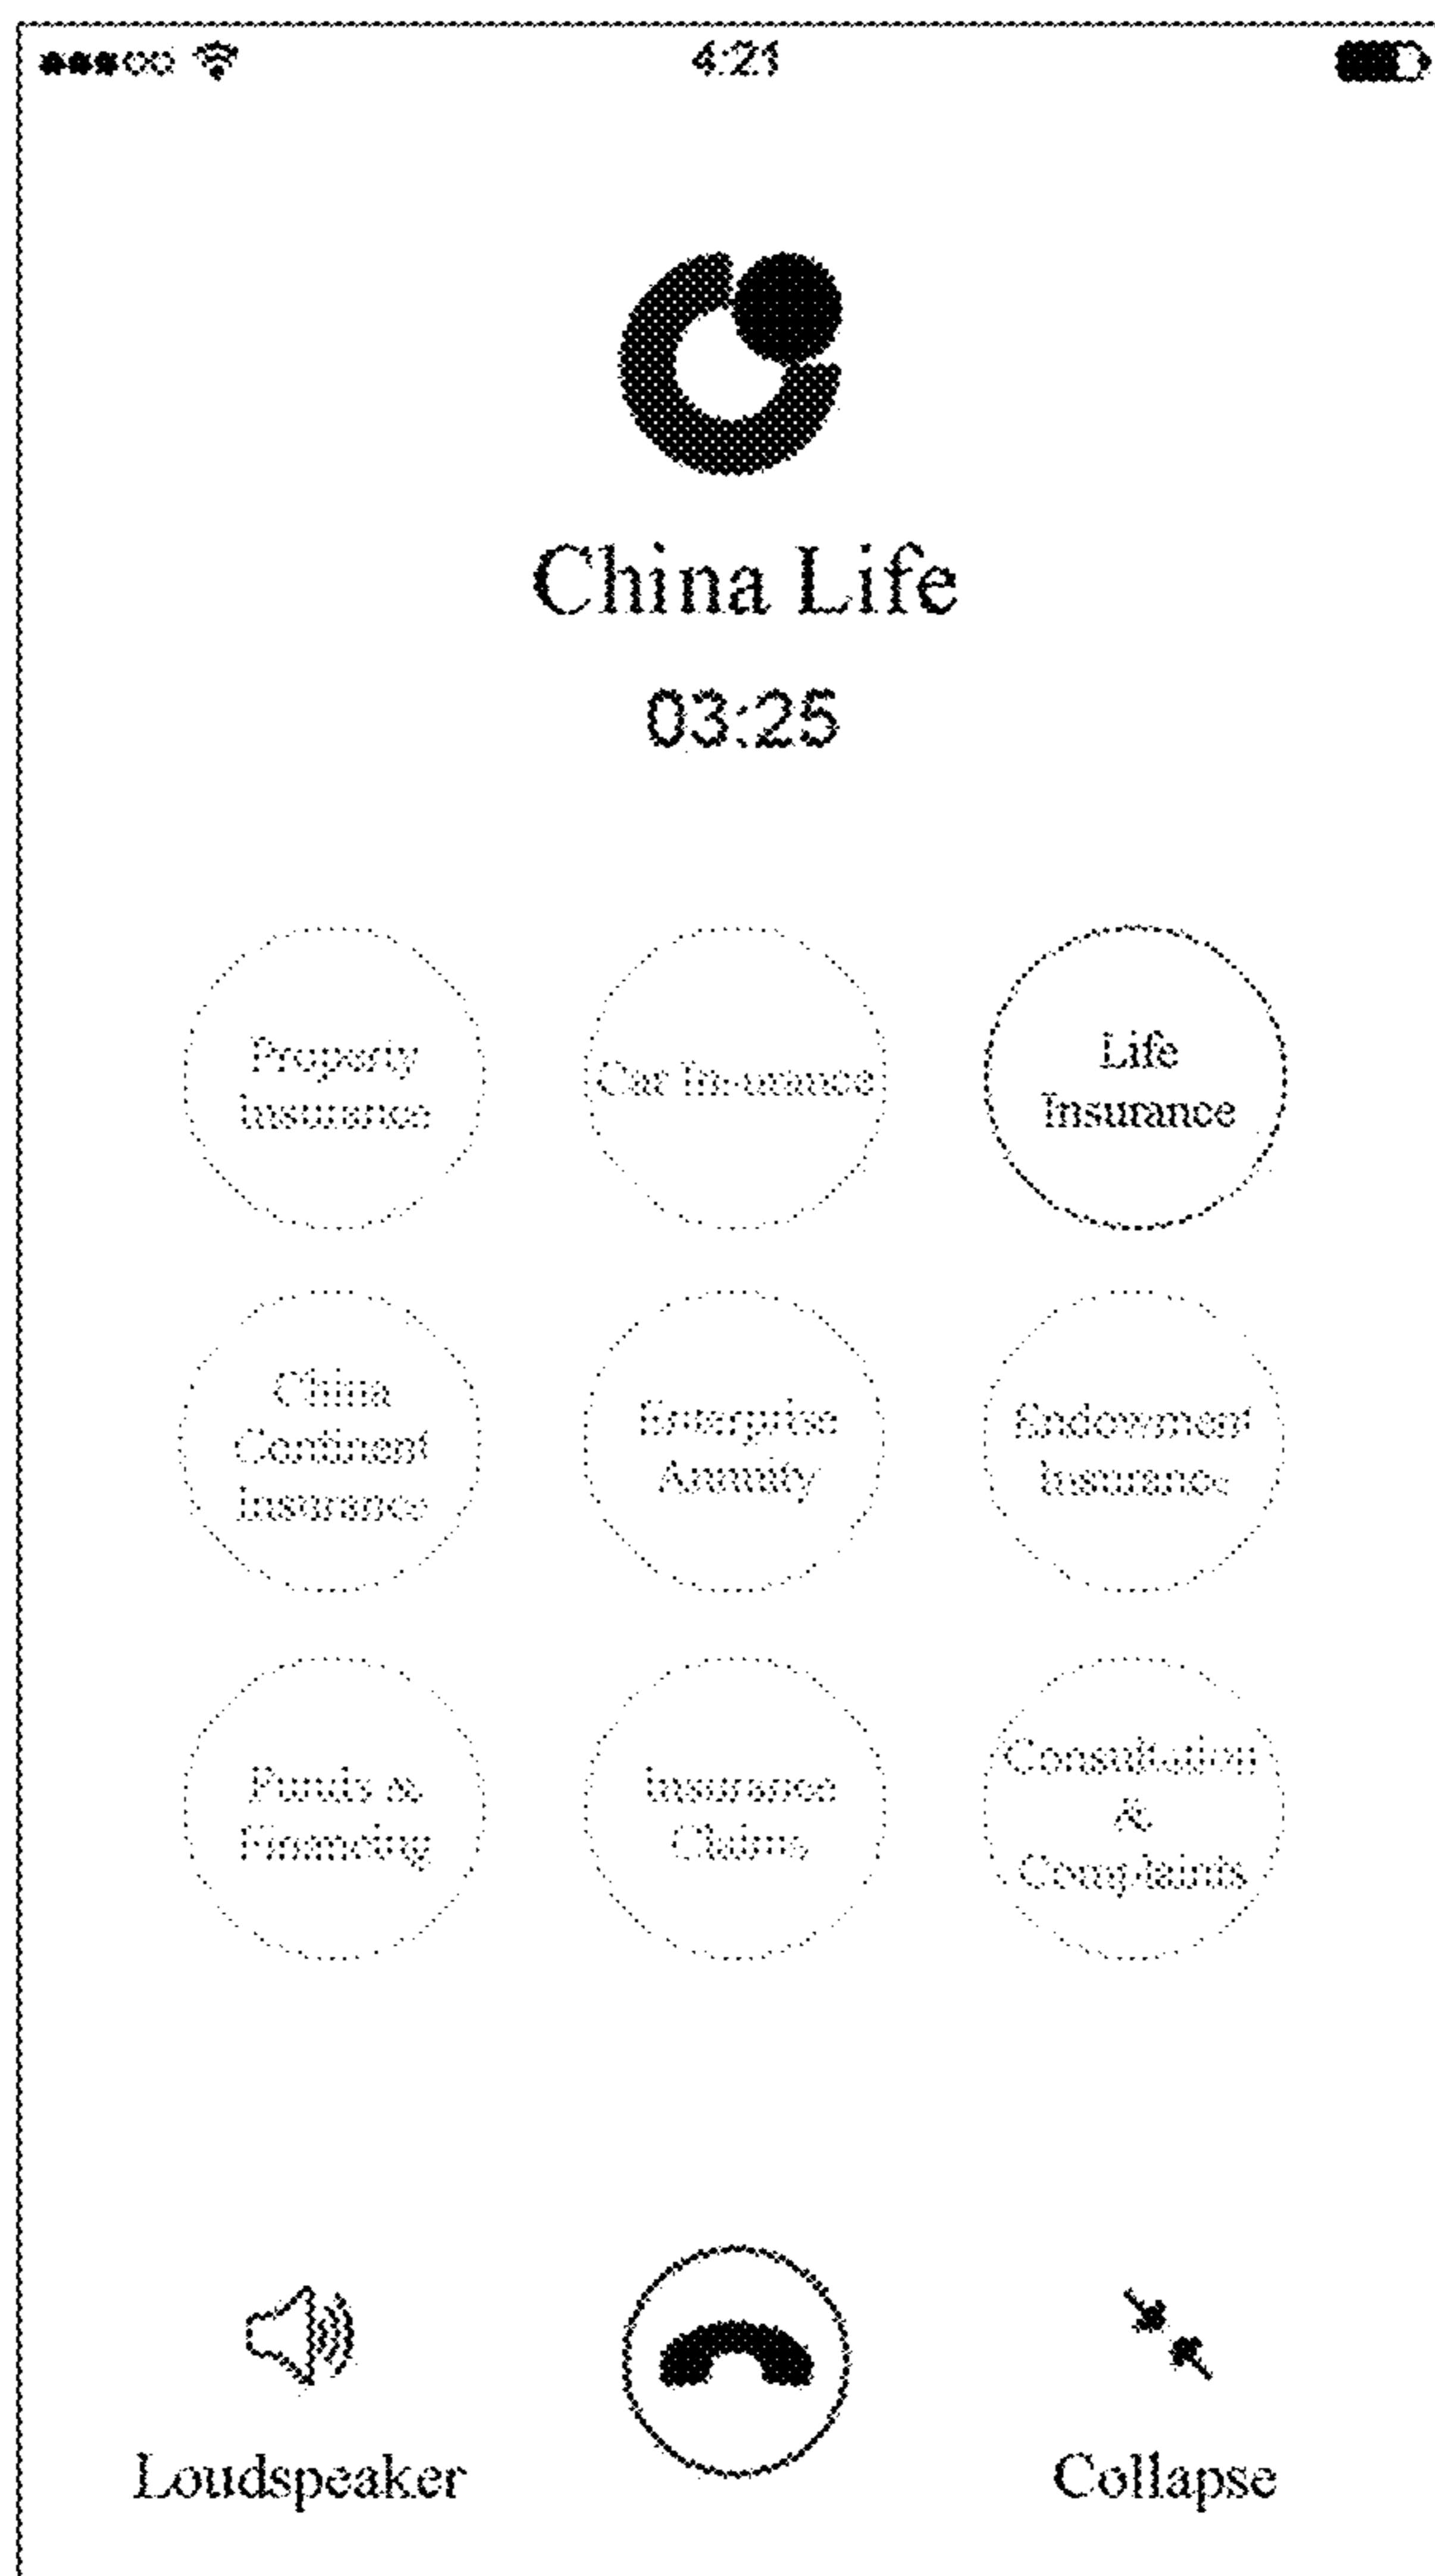 4:21
China Life
03:25
Property
Insurance
Car Insurance
Life
Insurance
China
Continent
Insurance
Enterprise
Annuity
Endowment
Insurance
Funds &
Financing
Insurance
Claims
Consultation
&
Complaints
Loudspeaker
Collapse